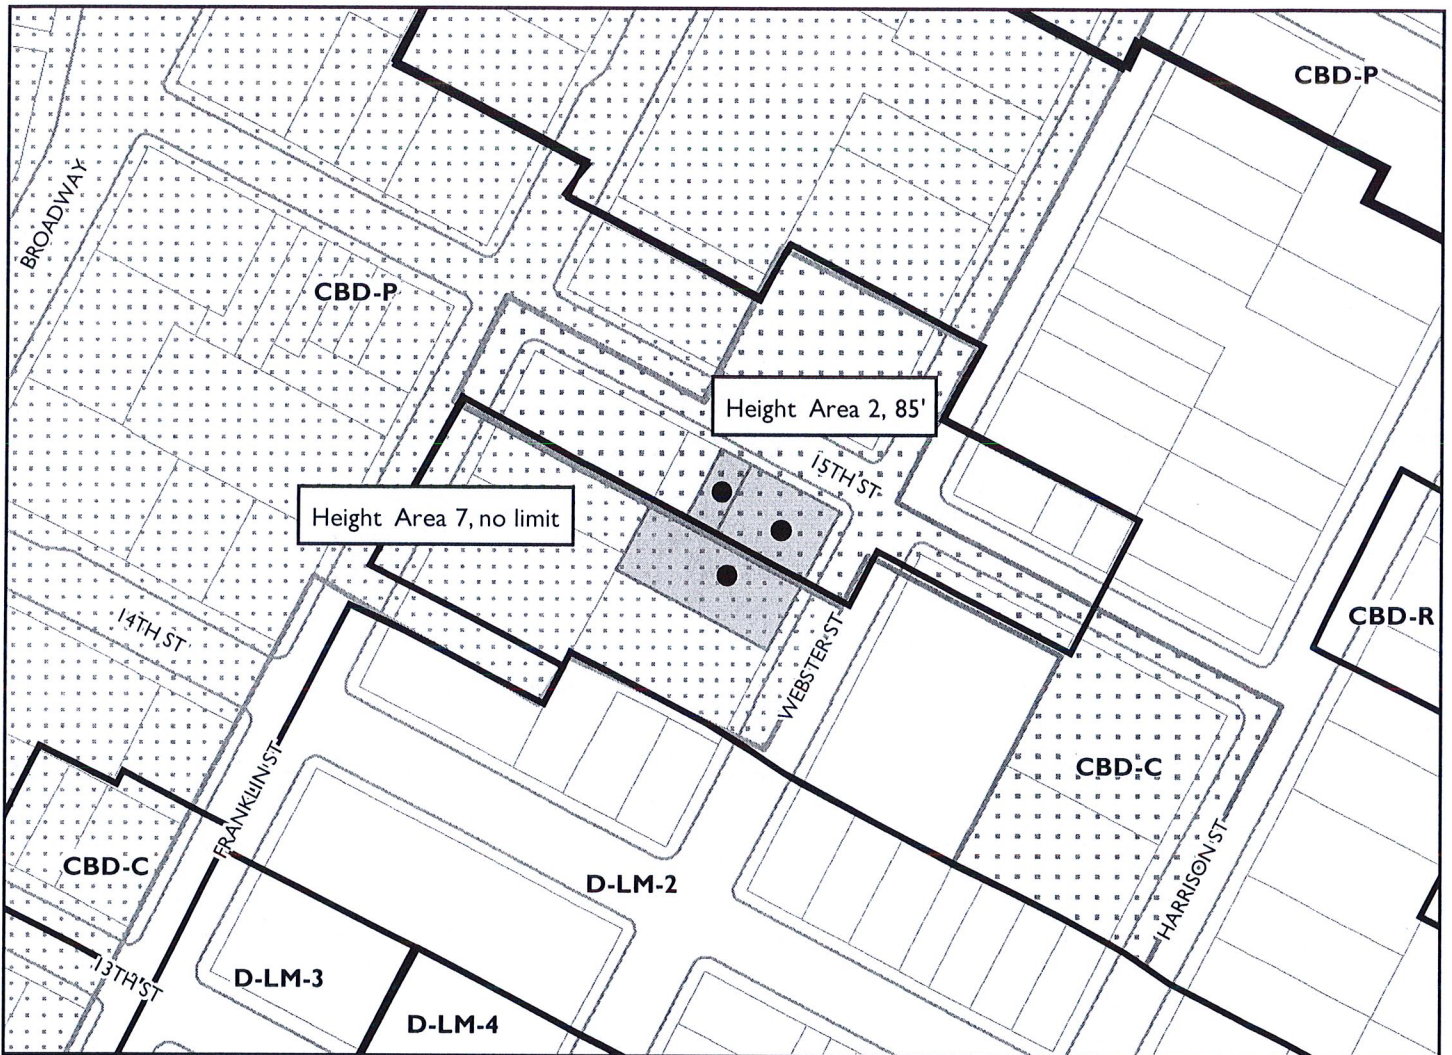 CBD-P
BROADWAY
CBD-P
Height Area 2, 85'
15TH ST
Height Area 7, no limit
14TH ST
CBD-R
WEBSTER ST
FRANKLIN ST
CBD-C
CBD-C
D-LM-2
HARRISON ST
13TH ST
D-LM-3
D-LM-4